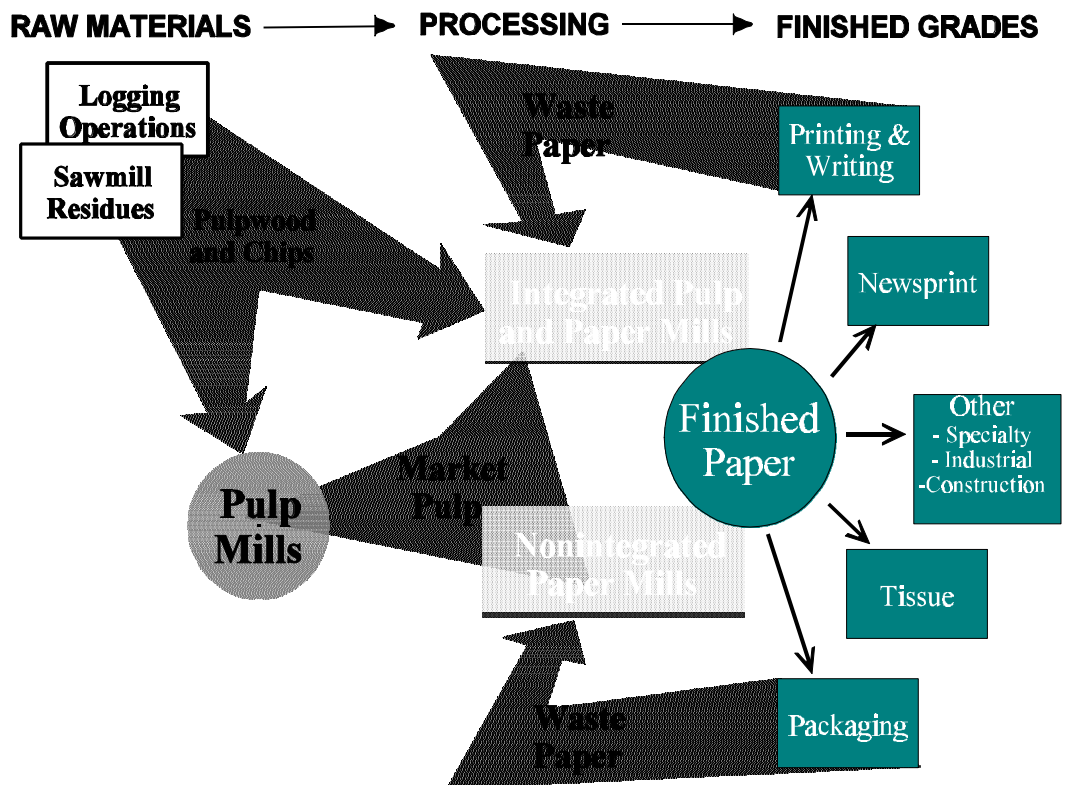 RAW MATERIALS
PROCESSING
FINISHED GRADES
Logging
Operations
Sawmill
Residues
Pulpwood
and Chips
Waste
Paper
Integrated Pulp
and Paper Mills
Pulp
Mills
Market
Pulp
Nonintegrated
Paper Mills
Waste
Paper
Finished
Paper
Printing &
Writing
Newsprint
Other
- Specialty
- Industrial
-Construction
Tissue
Packaging